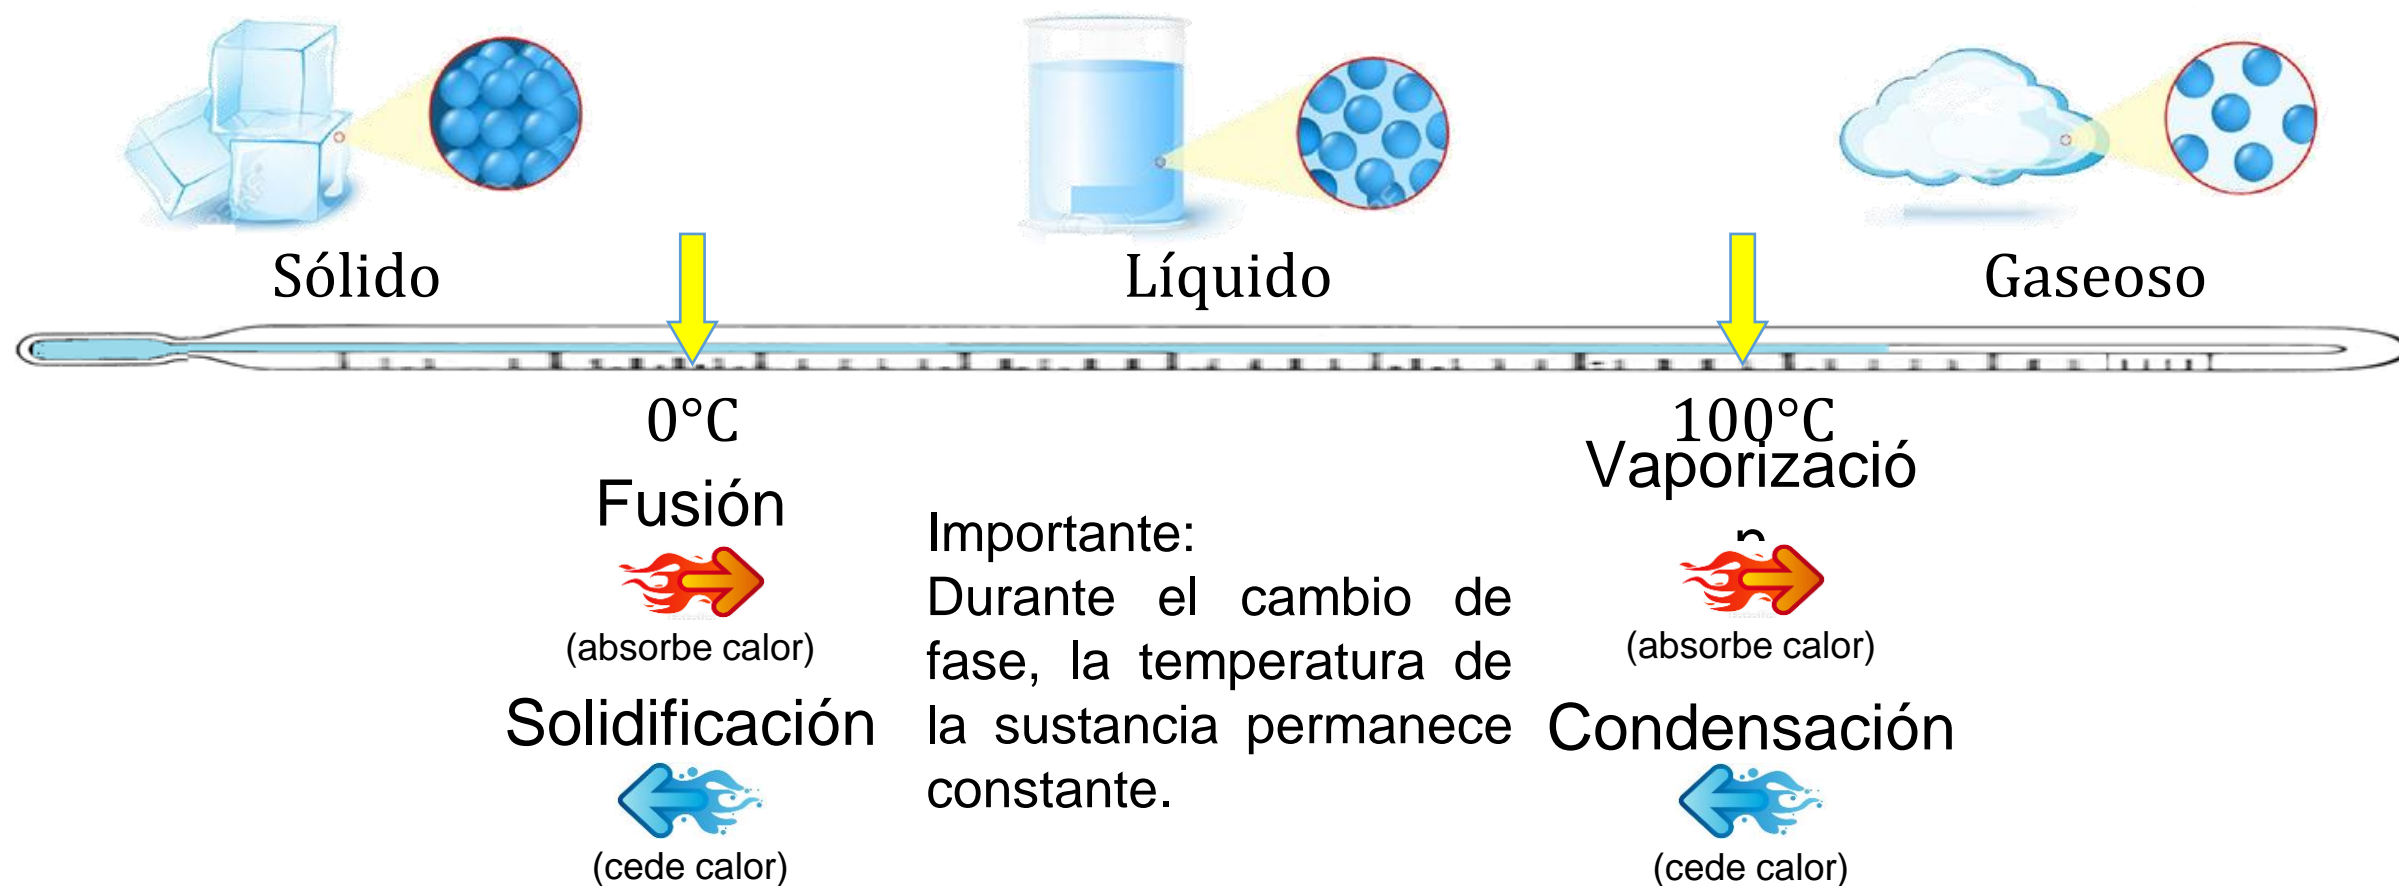 Sólido
Líquido
Gaseoso
0°C
100°C
Fusión
(absorbe calor)
Solidificación
(cede calor)
Importante:
Durante el cambio de
fase, la temperatura de
la sustancia permanece
constante.
Vaporizació
n
(absorbe calor)
Condensación
(cede calor)